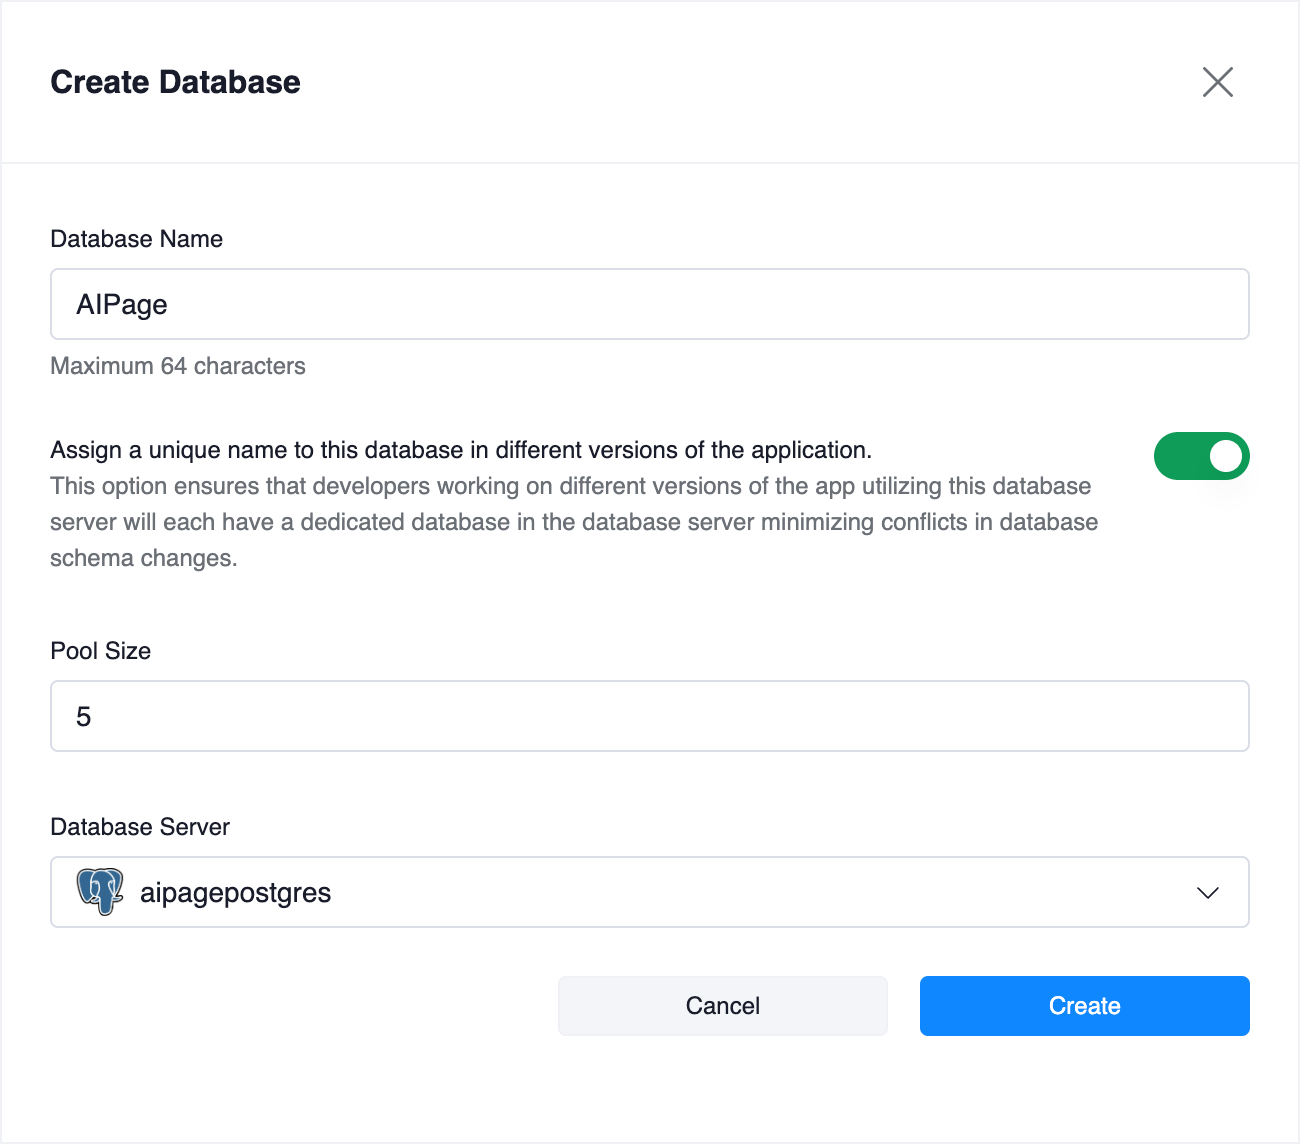 Create Database
Database Name
AIPage
Maximum 64 characters
Assign a unique name to this database in different versions of the application.
This option ensures that developers working on different versions of the app utilizing this database
server will each have a dedicated database in the database server minimizing conflicts in database
schema changes.
Pool Size
5
Database Server
aipagepostgres
Cancel
Create